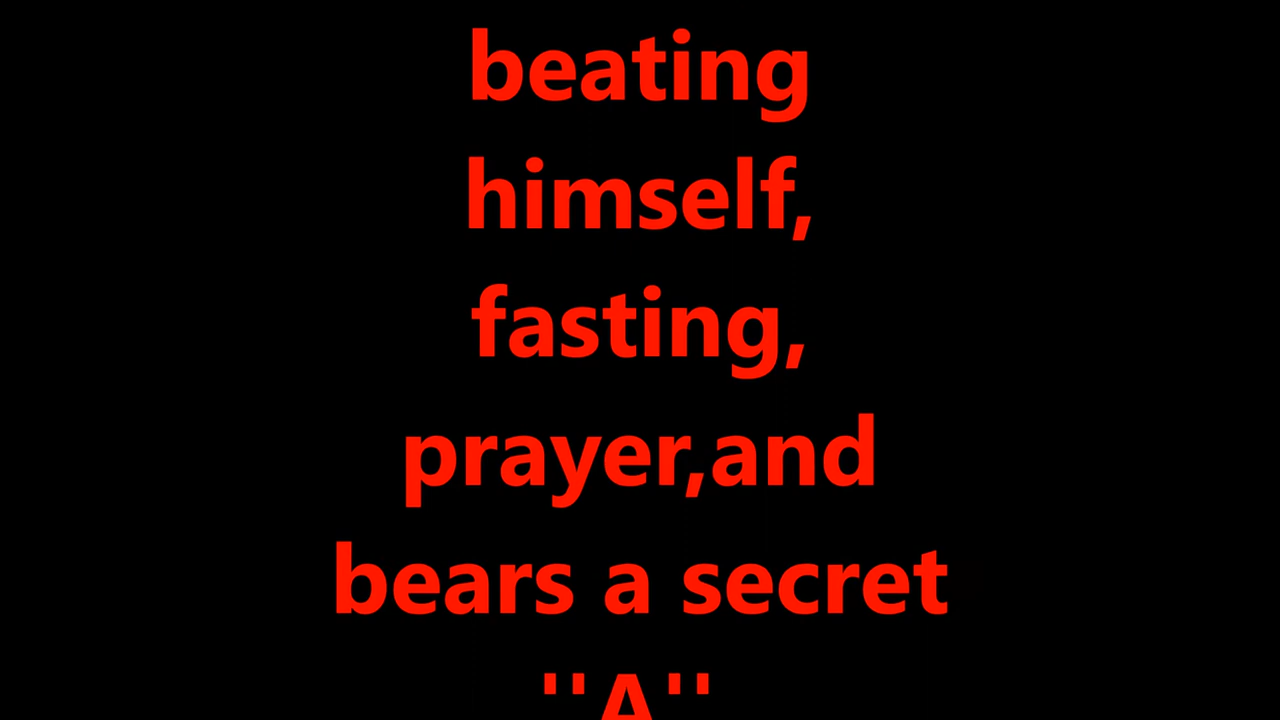 beating
himself,
fasting,
prayer,and
bears a secret
"A"